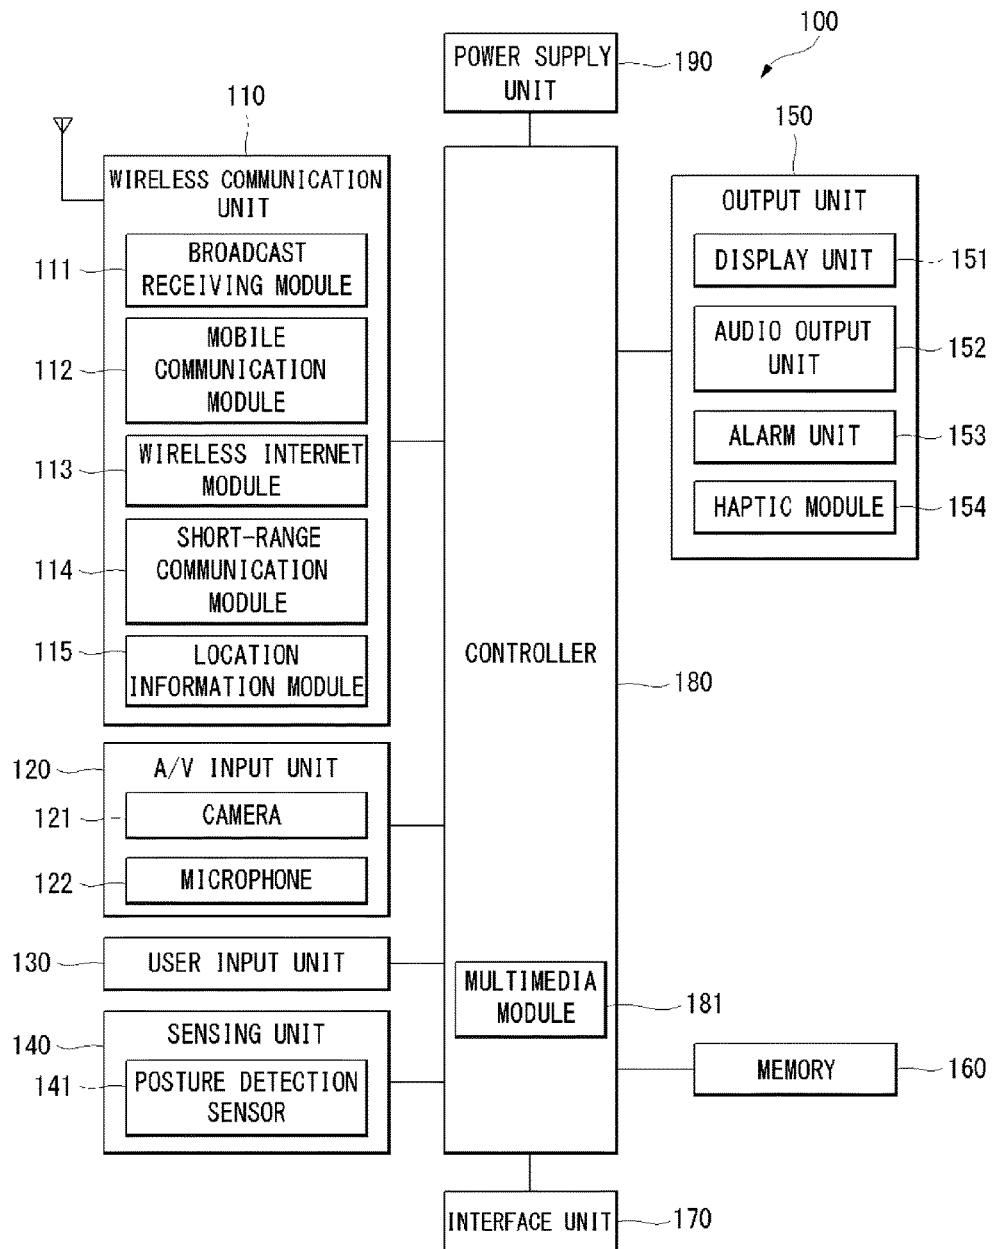 100
POWER SUPPLY
UNIT
190
110
150
WIRELESS COMMUNICATION
UNIT
111
BROADCAST
RECEIVING MODULE
112
MOBILE
COMMUNICATION
MODULE
113
WIRELESS INTERNET
MODULE
114
SHORT-RANGE
COMMUNICATION
MODULE
115
LOCATION
INFORMATION MODULE
120
A/V INPUT UNIT
121
CAMERA
122
MICROPHONE
130
USER INPUT UNIT
140
SENSING UNIT
141
POSTURE DETECTION
SENSOR
CONTROLLER
180
MULTIMEDIA
MODULE
181
OUTPUT UNIT
DISPLAY UNIT
151
AUDIO OUTPUT
UNIT
152
ALARM UNIT
153
HAPTIC MODULE
154
MEMORY
160
INTERFACE UNIT
170